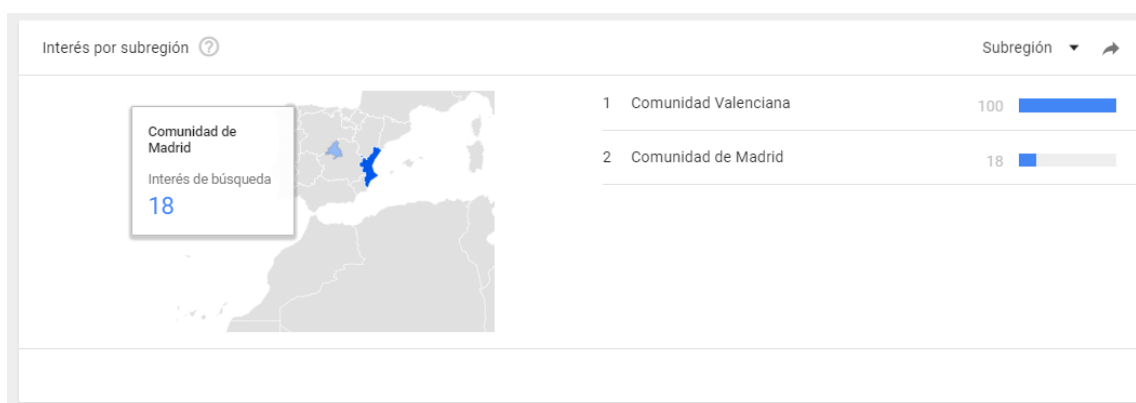 Interés por subregión ?
Subregión
Comunidad de
Madrid
Interés de búsqueda
18
1 Comunidad Valenciana 100
2 Comunidad de Madrid 18